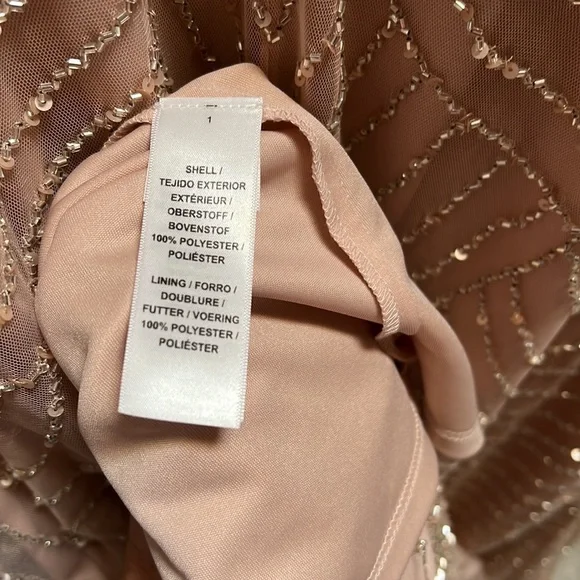 1
SHELL /
TEJIDO EXTERIOR
EXTÉRIEUR /
OBERSTOFF /
BOVENSTOF
100% POLYESTER /
POLIÉSTER
LINING / FORRO /
DOUBLURE /
FUTTER / VOERING
100% POLYESTER /
POLIÉSTER